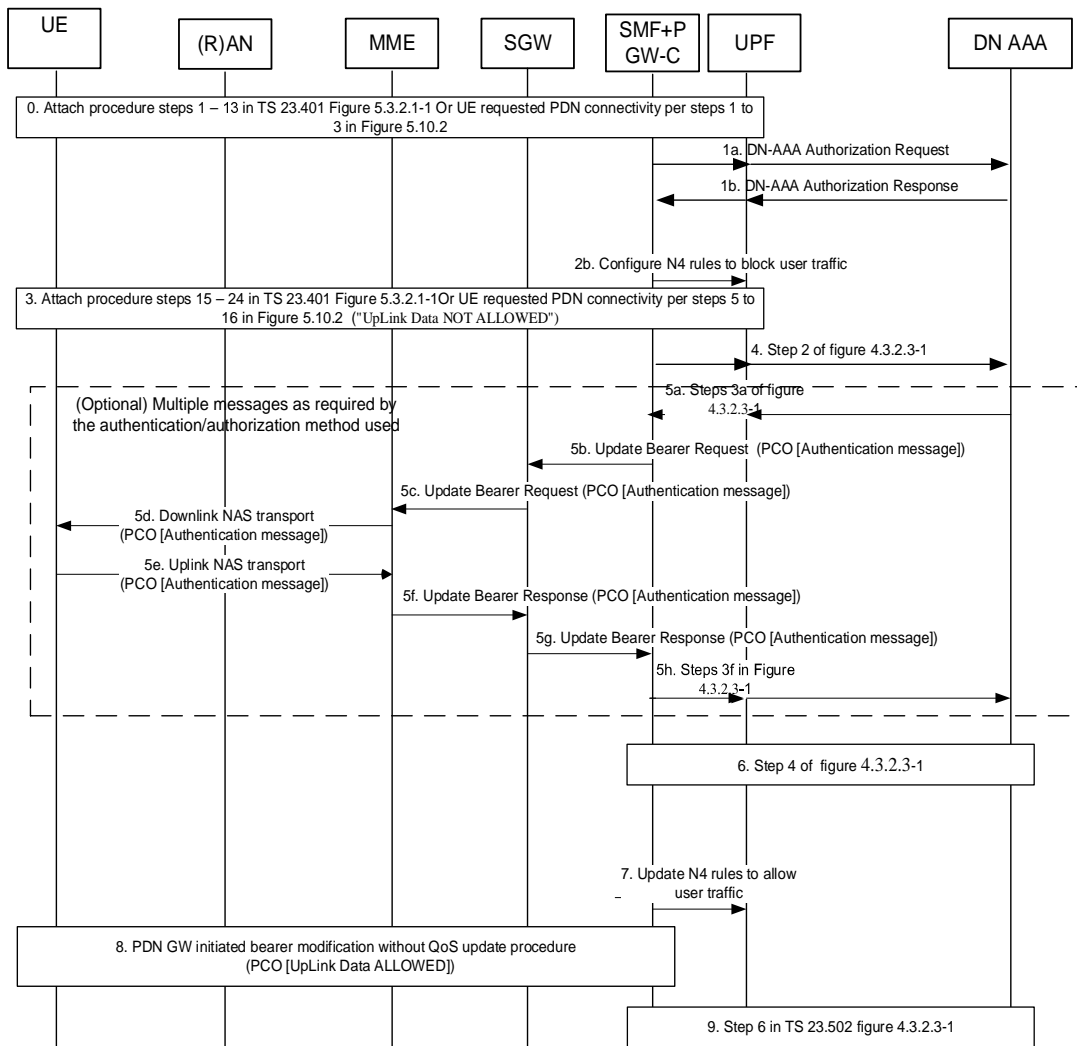 UE
(R)AN
MME
SGW
SMF+P
GW-C
UPF
DN AAA
0. Attach procedure steps 1 – 13 in TS 23.401 Figure 5.3.2.1-1 Or UE requested PDN connectivity per steps 1 to
3 in Figure 5.10.2
1a. DN-AAA Authorization Request
1b. DN-AAA Authorization Response
2b. Configure N4 rules to block user traffic
3. Attach procedure steps 15 – 24 in TS 23.401 Figure 5.3.2.1-1Or UE requested PDN connectivity per steps 5 to
16 in Figure 5.10.2 ("UpLink Data NOT ALLOWED")
4. Step 2 of figure 4.3.2.3-1
(Optional) Multiple messages as required by
the authentication/authorization method used
5a. Steps 3a of figure
4.3.2.3-1
5b. Update Bearer Request (PCO [Authentication message])
5c. Update Bearer Request (PCO [Authentication message])
5d. Downlink NAS transport
(PCO [Authentication message])
5e. Uplink NAS transport
(PCO [Authentication message])
5f. Update Bearer Response (PCO [Authentication message])
5g. Update Bearer Response (PCO [Authentication message])
5h. Steps 3f in Figure
4.3.2.3-1
6. Step 4 of figure 4.3.2.3-1
7. Update N4 rules to allow
user traffic
8. PDN GW initiated bearer modification without QoS update procedure
(PCO [UpLink Data ALLOWED])
9. Step 6 in TS 23.502 figure 4.3.2.3-1